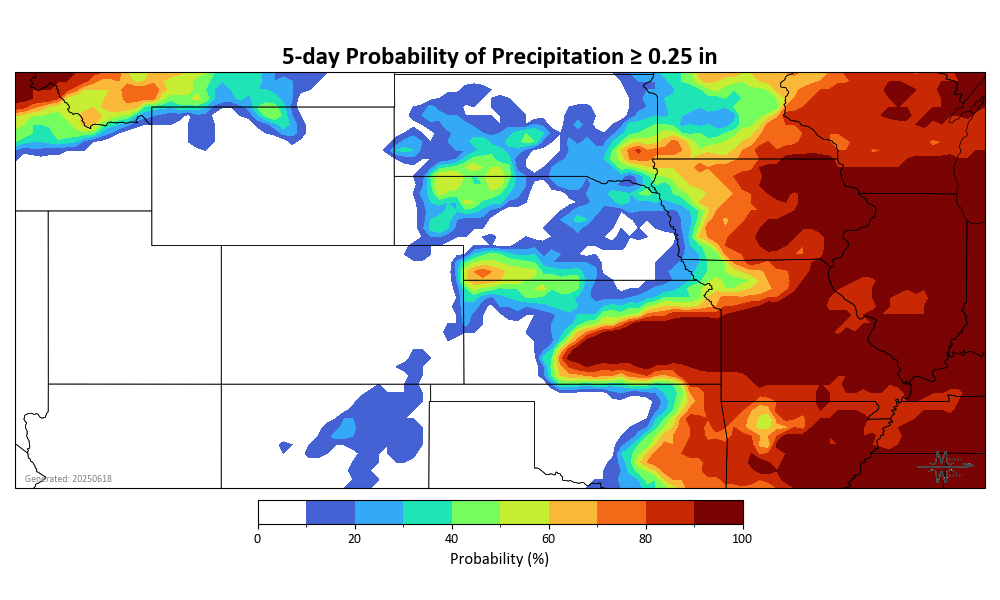 5-day Probability of Precipitation ≥ 0.25 in
Generated: 20250618
0 20 40 60 80 100
Probability (%)